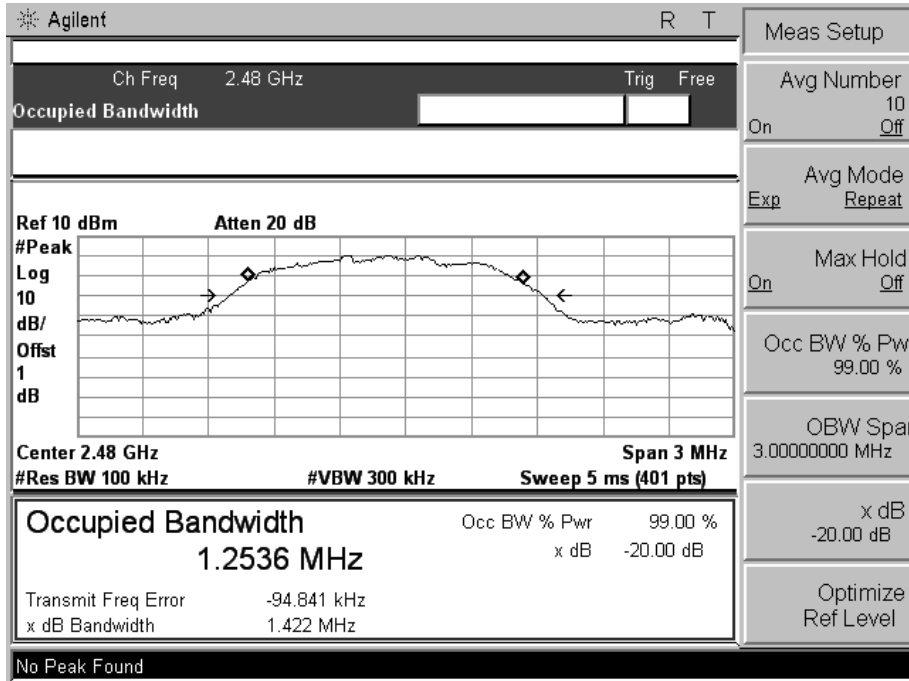 Agilent R T
Ch Freq 2.48 GHz Trig Free
Occupied Bandwidth
Ref 10 dBm Atten 20 dB
#Peak
Log
10
dB/
Offst
1
dB
Center 2.48 GHz Span 3 MHz
#Res BW 100 kHz #VBW 300 kHz Sweep 5 ms (401 pts)
Occupied Bandwidth
1.2536 MHz
Occ BW % Pwr 99.00 %
x dB -20.00 dB
Transmit Freq Error -94.841 kHz
x dB Bandwidth 1.422 MHz
No Peak Found
Meas Setup
Avg Number
10
On Off
Avg Mode
Exp Repeat
Max Hold
On Off
Occ BW % Pw
99.00 %
OBW Spa
3.00000000 MHz
x dB
-20.00 dB
Optimize
Ref Level